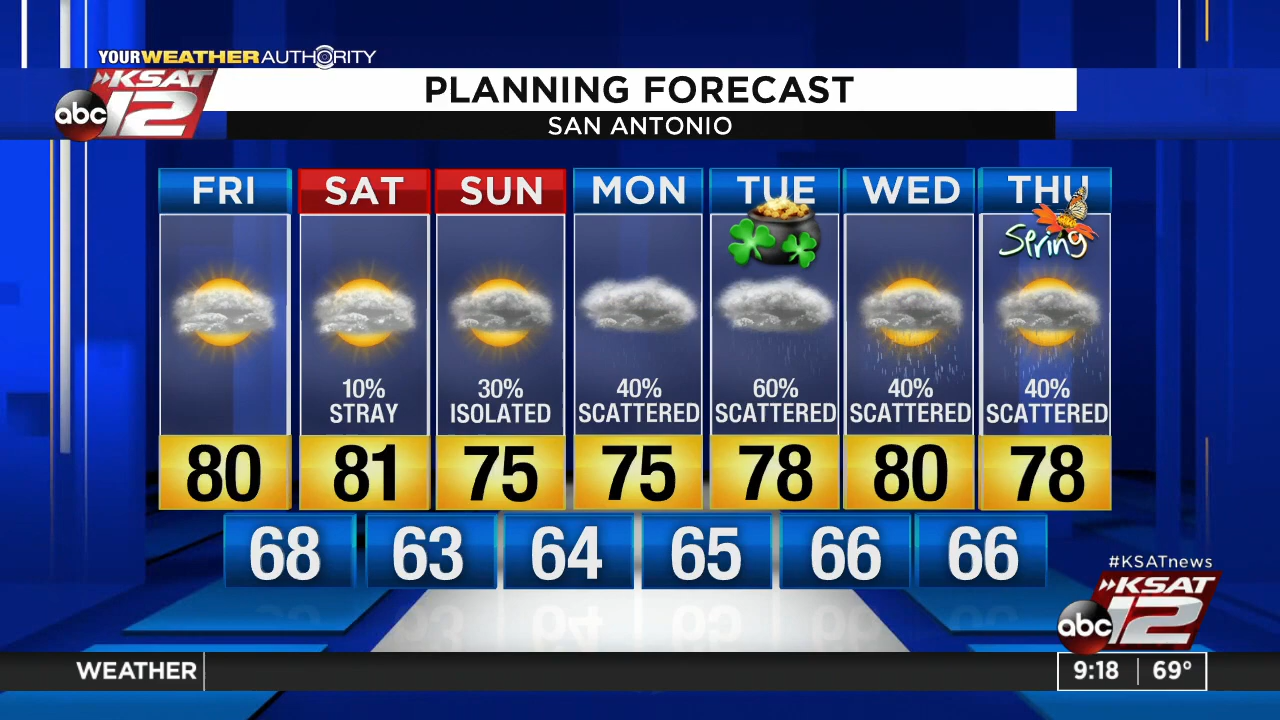 YOURWEATHERAUTHORITY
KSAT
abc 12
PLANNING FORECAST
SAN ANTONIO
FRI SAT SUN MON TUE WED THU
Spring
10% 30% 40% 60% 40% 40%
STRAY ISOLATED SCATTERED SCATTERED SCATTERED SCATTERED
80 81 75 75 78 80 78
68 63 64 65 66 66
#KSATnews
KSAT
abc 12
WEATHER 9:18 69°